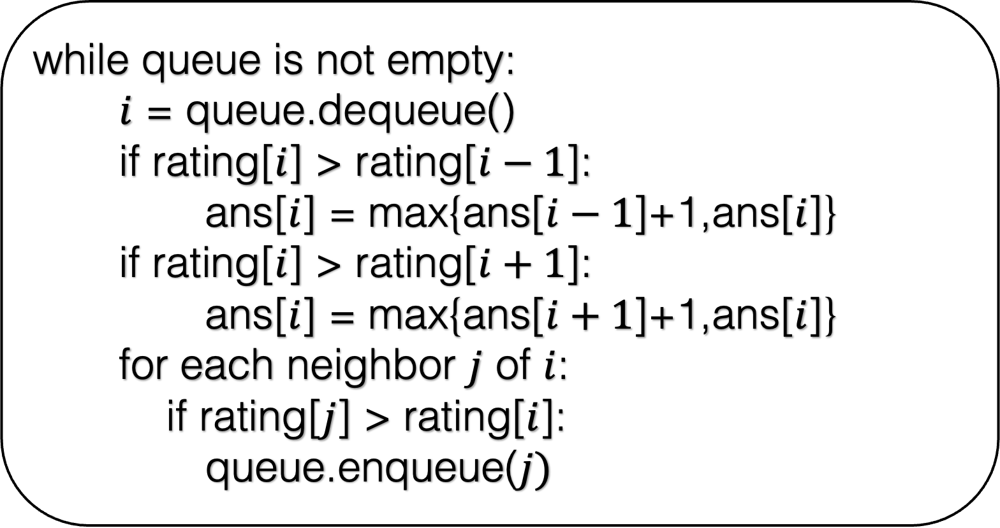 while queue is not empty:
i = queue.dequeue()
if rating[i] > rating[i − 1]:
ans[i] = max{ans[i − 1]+1,ans[i]}
if rating[i] > rating[i + 1]:
ans[i] = max{ans[i + 1]+1,ans[i]}
for each neighbor j of i:
if rating[j] > rating[i]:
queue.enqueue(j)